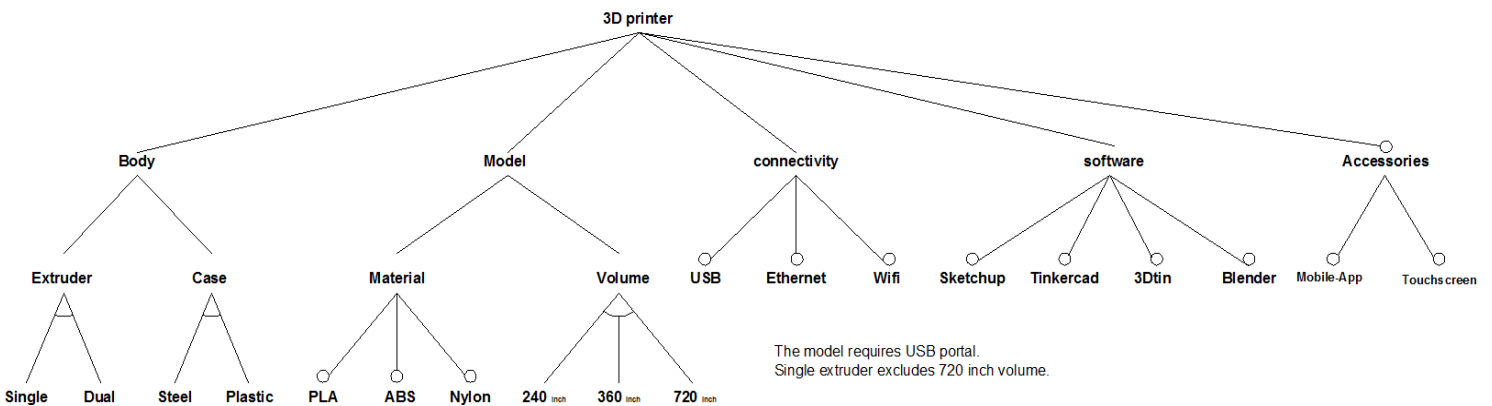 3D printer
Body Model connectivity software Accessories
Extruder Case Material Volume USB Ethernet Wifi Sketchup Tinkercad 3Dtin Blender Mobile-App Touchscreen
The model requires USB portal.
Single extruder excludes 720 inch volume.
Single Dual Steel Plastic PLA ABS Nylon 240 inch 360 inch 720 inch